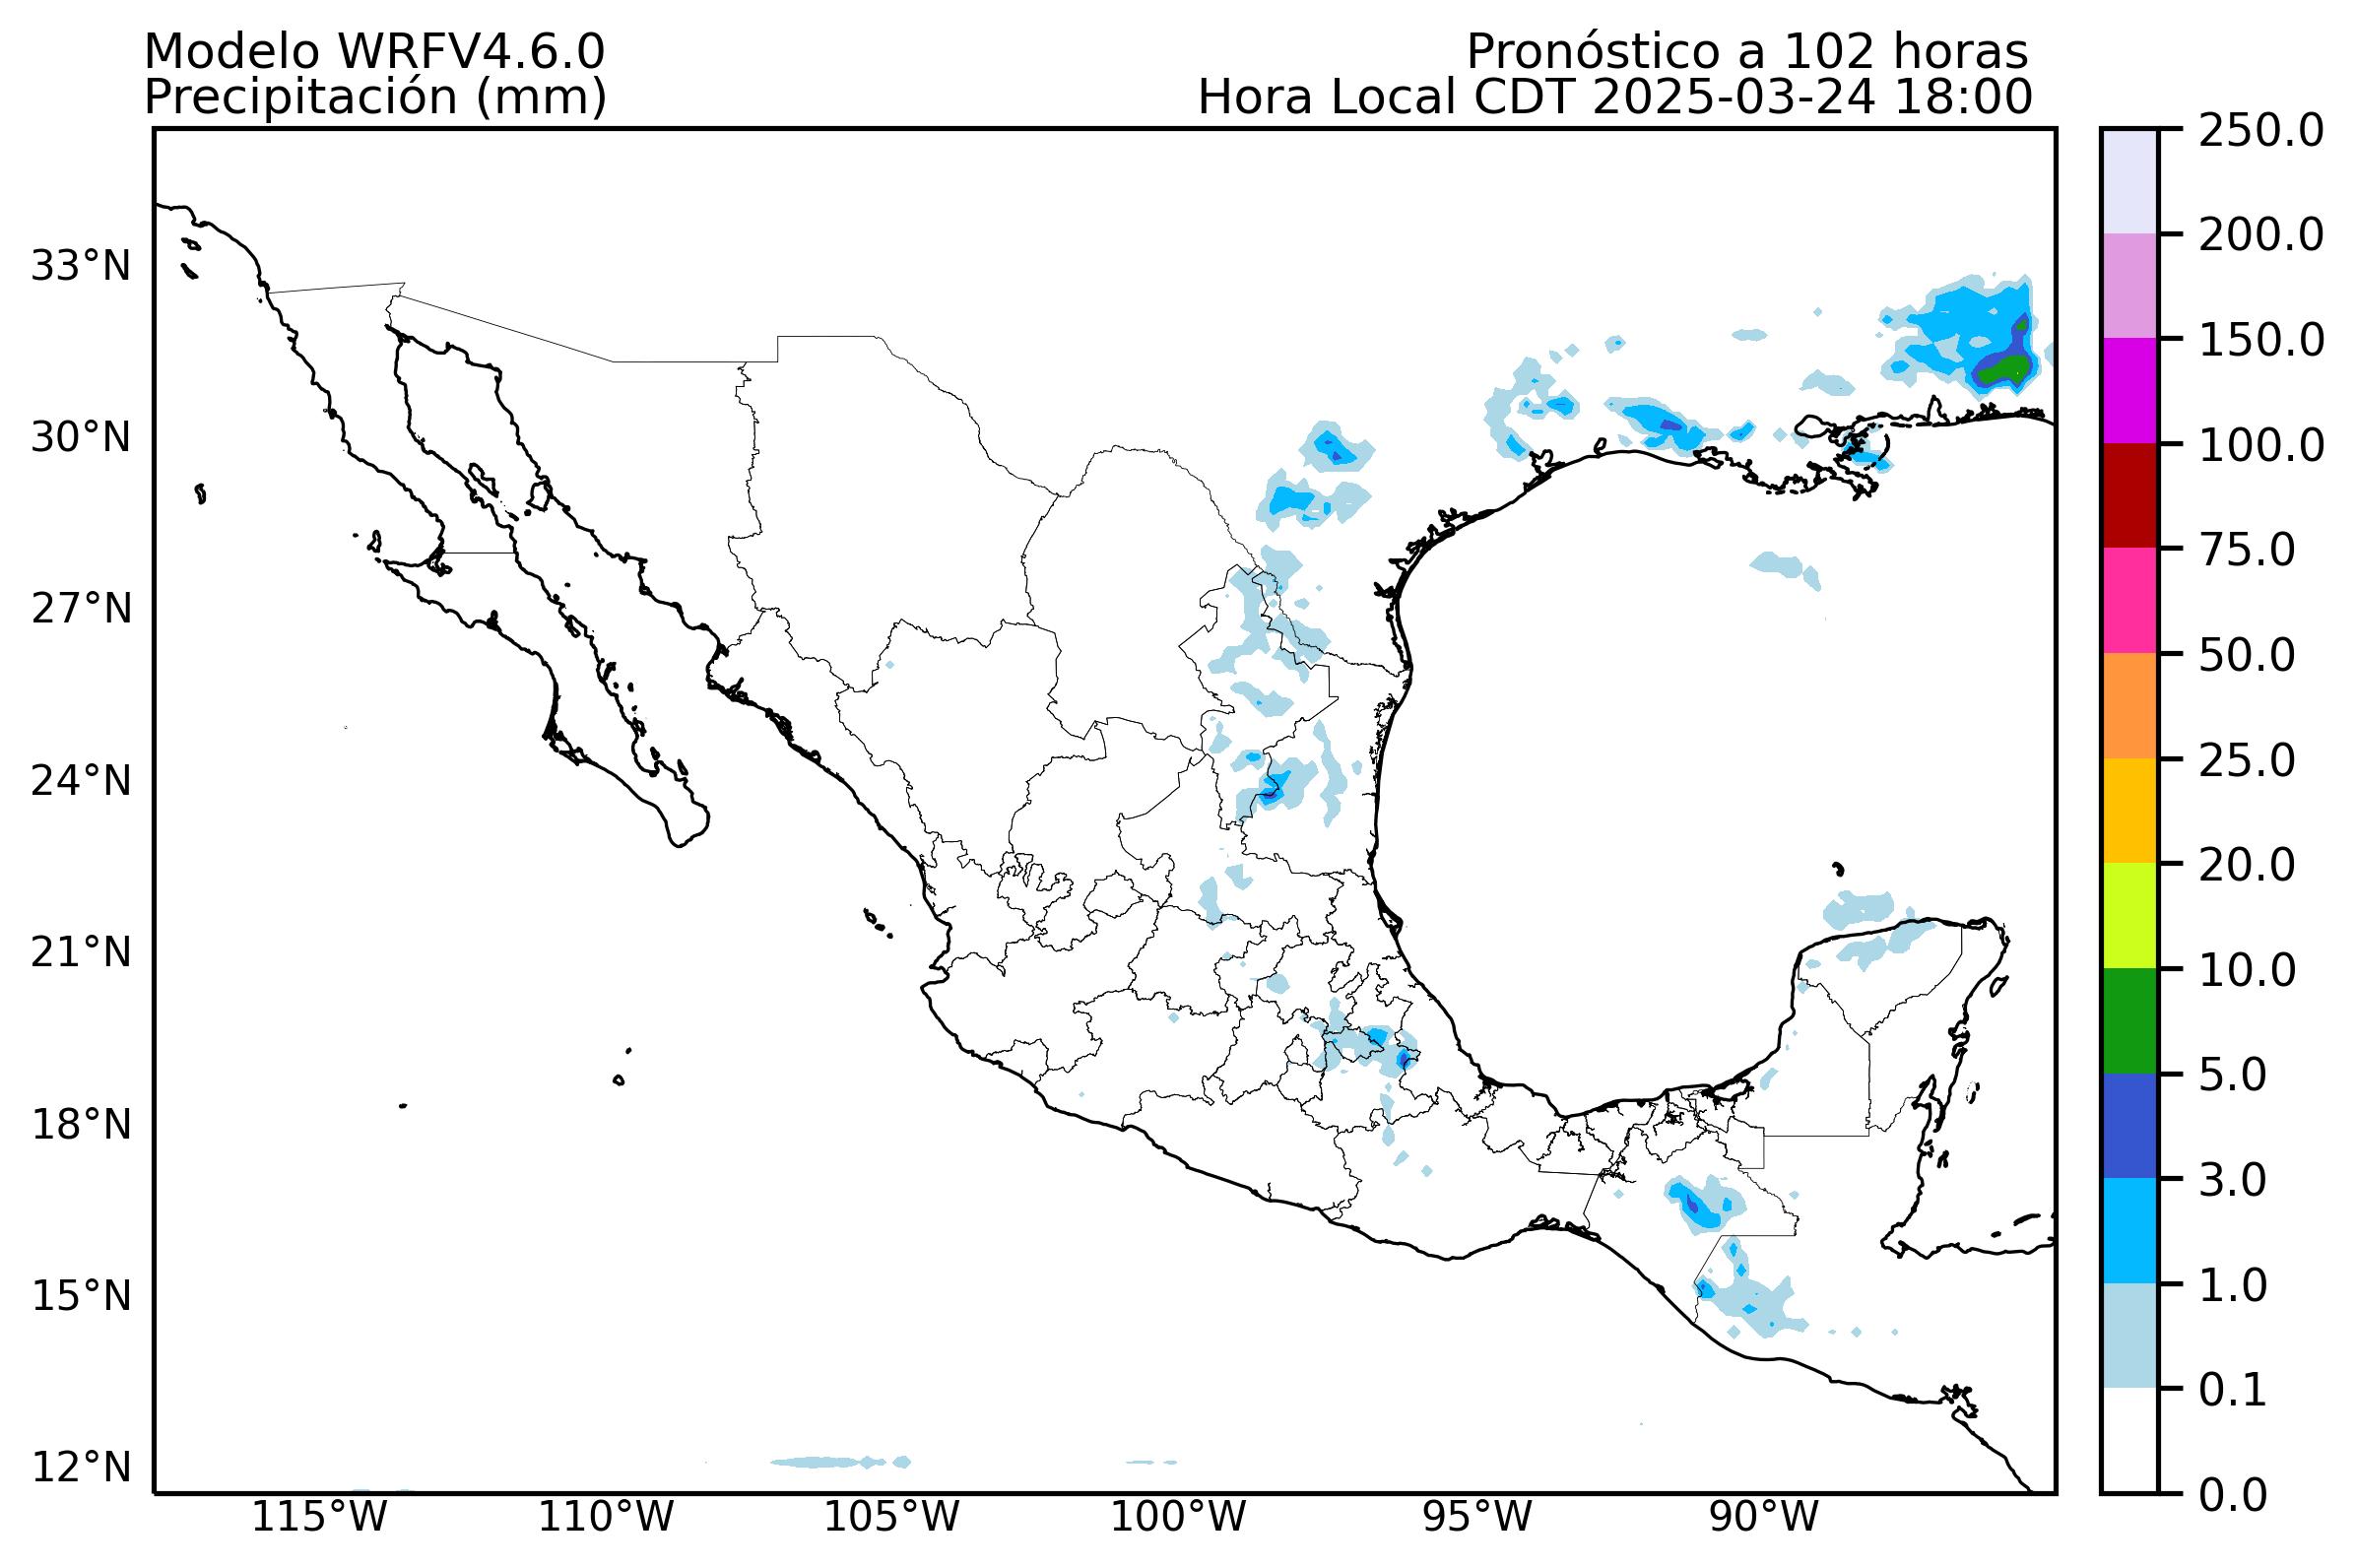 Modelo WRFV4.6.0
Pronóstico a 102 horas
Precipitación (mm)
Hora Local CDT 2025-03-24 18:00
33°N
30°N
27°N
24°N
21°N
18°N
15°N
12°N
115°W
110°W
105°W
100°W
95°W
90°W
250.0
200.0
150.0
100.0
75.0
50.0
25.0
20.0
10.0
5.0
3.0
1.0
0.1
0.0